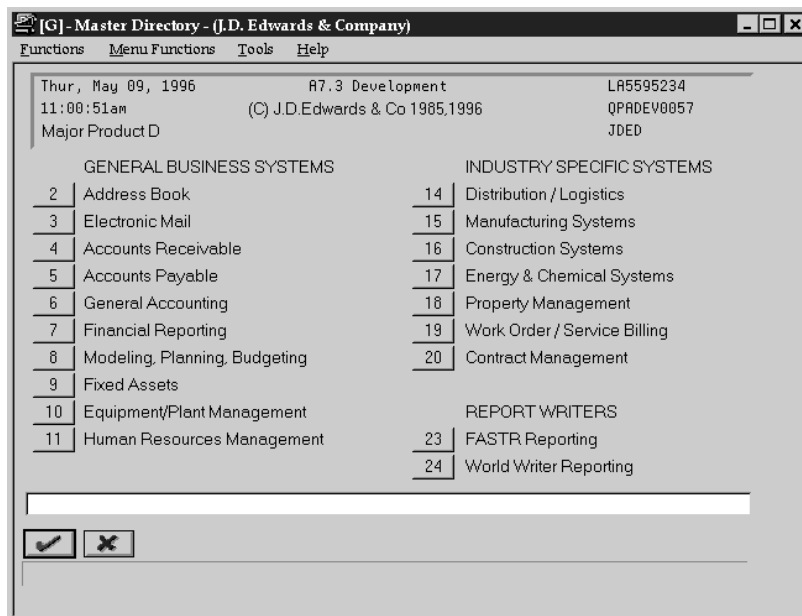 [G] - Master Directory - (J.D. Edwards & Company)
Functions Menu Functions Tools Help
Thur, May 09, 1996 A7.3 Development LA5595234
11:00:51am (C) J.D.Edwards & Co 1985,1996 QPADEV0057
Major Product D JDED
GENERAL BUSINESS SYSTEMS INDUSTRY SPECIFIC SYSTEMS
2 Address Book 14 Distribution / Logistics
3 Electronic Mail 15 Manufacturing Systems
4 Accounts Receivable 16 Construction Systems
5 Accounts Payable 17 Energy & Chemical Systems
6 General Accounting 18 Property Management
7 Financial Reporting 19 Work Order / Service Billing
8 Modeling, Planning, Budgeting 20 Contract Management
9 Fixed Assets
10 Equipment/Plant Management REPORT WRITERS
11 Human Resources Management 23 FASTR Reporting
24 World Writer Reporting